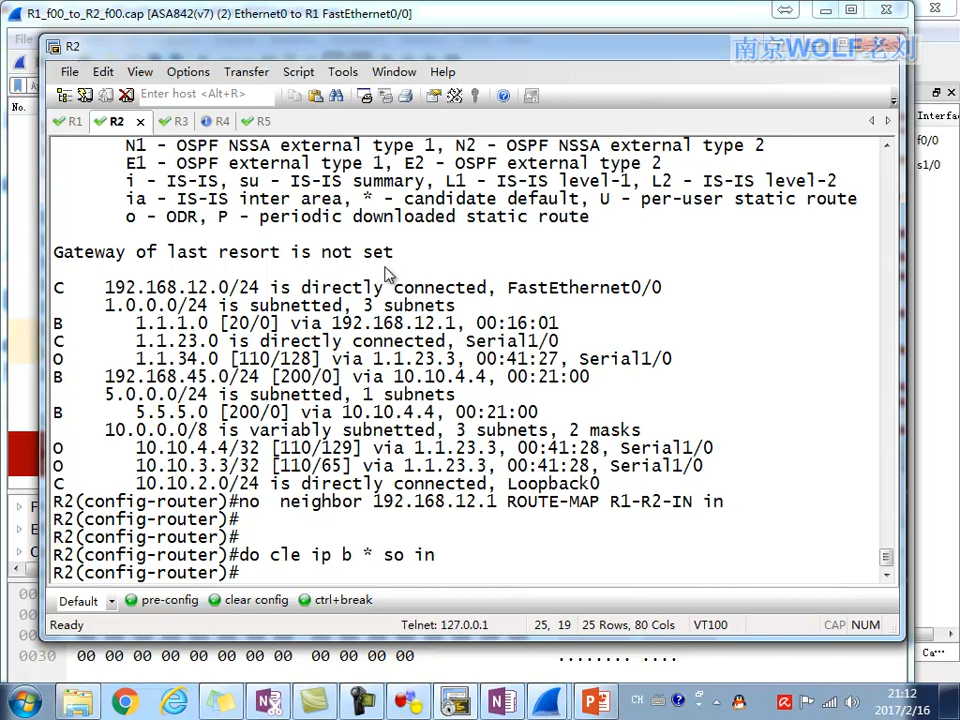 R1_f00_to_R2_f00.cap [ASA842(v7) (2) Ethernet0 to R1 FastEthernet0/0]
File
R2
南京WOLF老刘
File Edit View Options Transfer Script Tools Window Help
Enter host <Alt+R>
No.
R1 R2 R3 R4 R5
Interfa
f0/0
s1/0
N1 - OSPF NSSA external type 1, N2 - OSPF NSSA external type 2
E1 - OSPF external type 1, E2 - OSPF external type 2
i - IS-IS, su - IS-IS summary, L1 - IS-IS level-1, L2 - IS-IS level-2
ia - IS-IS inter area, * - candidate default, U - per-user static route
o - ODR, P - periodic downloaded static route
Gateway of last resort is not set
C 192.168.12.0/24 is directly connected, FastEthernet0/0
1.0.0.0/24 is subnetted, 3 subnets
B 1.1.1.0 [20/0] via 192.168.12.1, 00:16:01
C 1.1.23.0 is directly connected, Serial1/0
O 1.1.34.0 [110/128] via 1.1.23.3, 00:41:27, Serial1/0
B 192.168.45.0/24 [200/0] via 10.10.4.4, 00:21:00
5.0.0.0/24 is subnetted, 1 subnets
B 5.5.5.0 [200/0] via 10.10.4.4, 00:21:00
10.0.0.0/8 is variably subnetted, 3 subnets, 2 masks
O 10.10.4.4/32 [110/129] via 1.1.23.3, 00:41:28, Serial1/0
O 10.10.3.3/32 [110/65] via 1.1.23.3, 00:41:28, Serial1/0
C 10.10.2.0/24 is directly connected, Loopback0
R2(config-router)#no  neighbor 192.168.12.1 ROUTE-MAP R1-R2-IN in
R2(config-router)#
R2(config-router)#
R2(config-router)#do cle ip b * so in
R2(config-router)#
Default pre-config clear config ctrl+break
Ready Telnet: 127.0.0.1 25, 19 25 Rows, 80 Cols VT100 CAP NUM
0030 00 00 00 00 00 00 00 00 00 00 00 00 ........ ....
Ca···
CH
21:12
2017/2/16